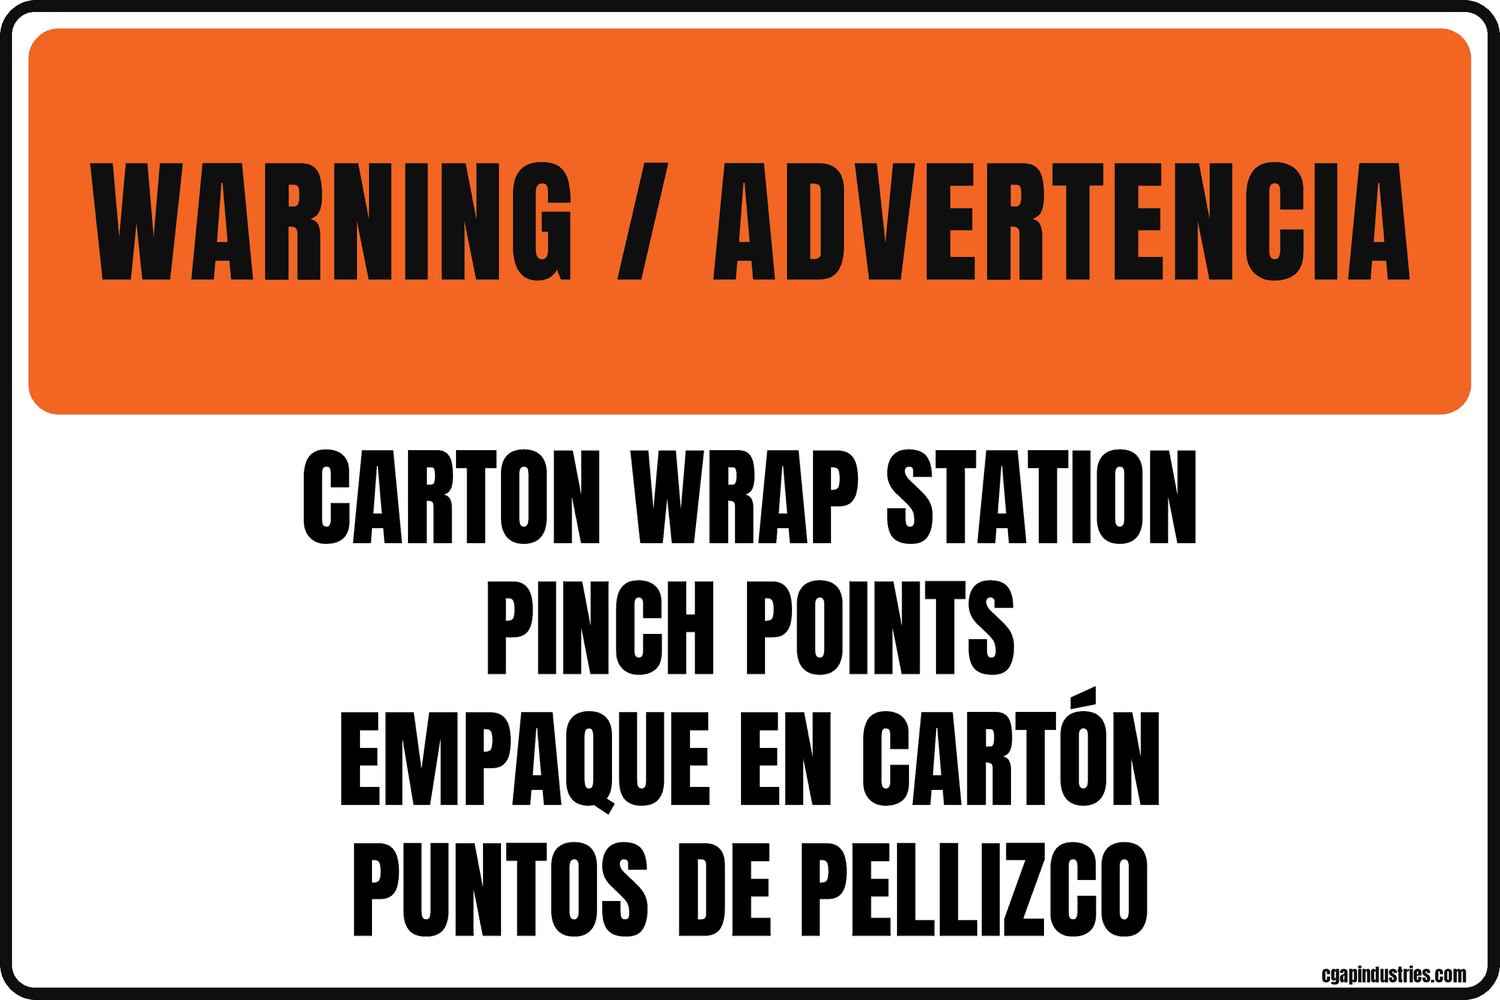 WARNING / ADVERTENCIA
CARTON WRAP STATION
PINCH POINTS
EMPAQUE EN CARTÓN
PUNTOS DE PELLIZCO
cgapindustries.com